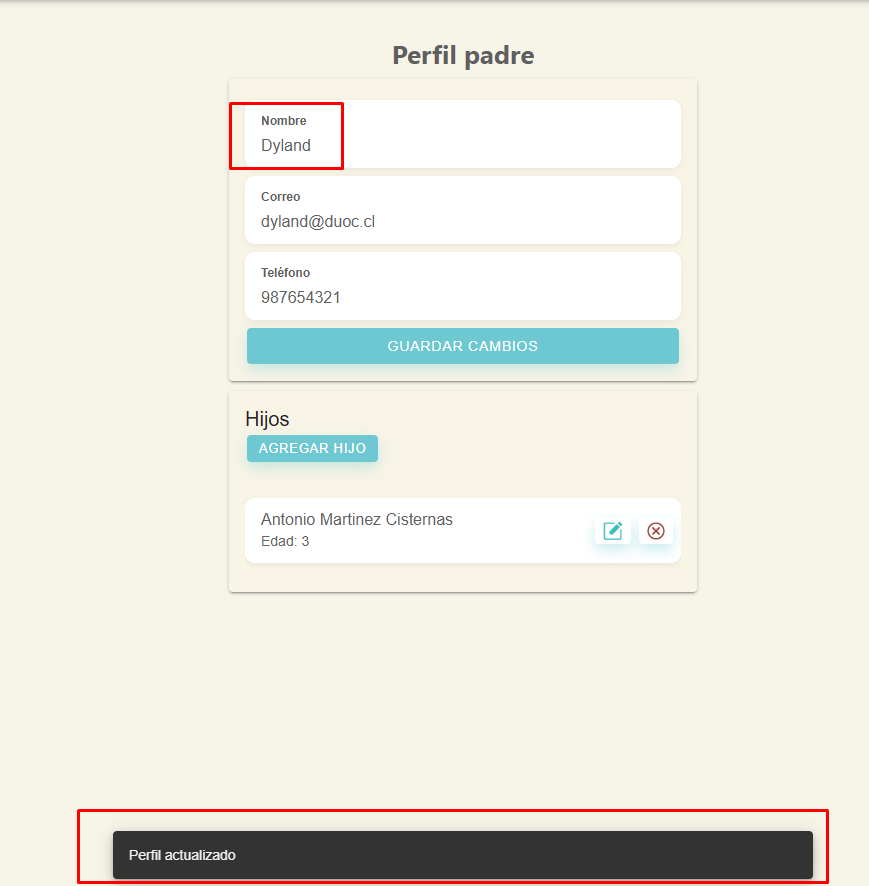 Perfil padre
Nombre
Dyland
Correo
dyland@duoc.cl
Teléfono
987654321
GUARDAR CAMBIOS
Hijos
AGREGAR HIJO
Antonio Martinez Cisternas
Edad: 3
Perfil actualizado